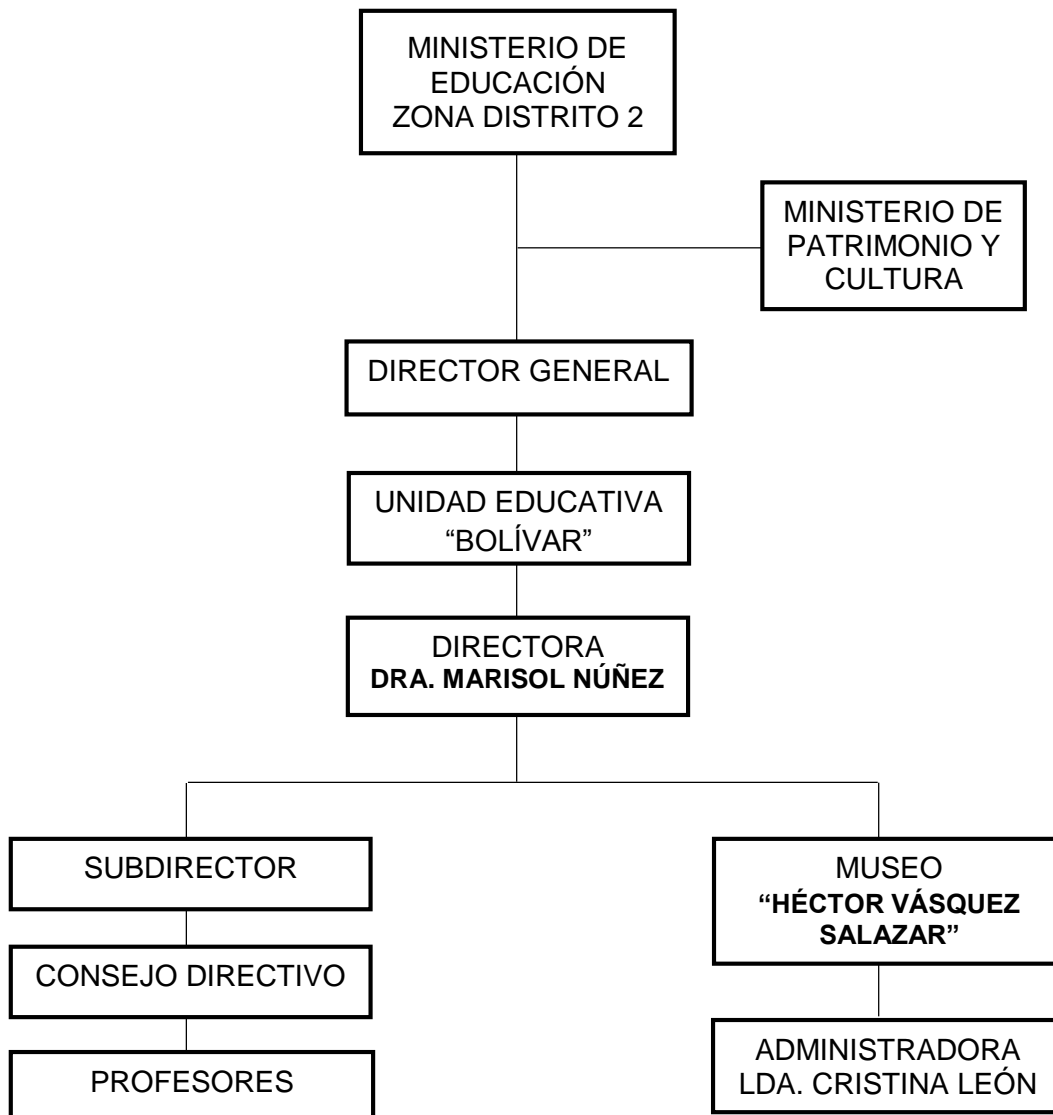 MINISTERIO DE
EDUCACIÓN
ZONA DISTRITO 2
MINISTERIO DE
PATRIMONIO Y
CULTURA
DIRECTOR GENERAL
UNIDAD EDUCATIVA
“BOLÍVAR”
DIRECTORA
DRA. MARISOL NÚÑEZ
SUBDIRECTOR
CONSEJO DIRECTIVO
PROFESORES
MUSEO
“HÉCTOR VÁSQUEZ
SALAZAR”
ADMINISTRADORA
LDA. CRISTINA LEÓN